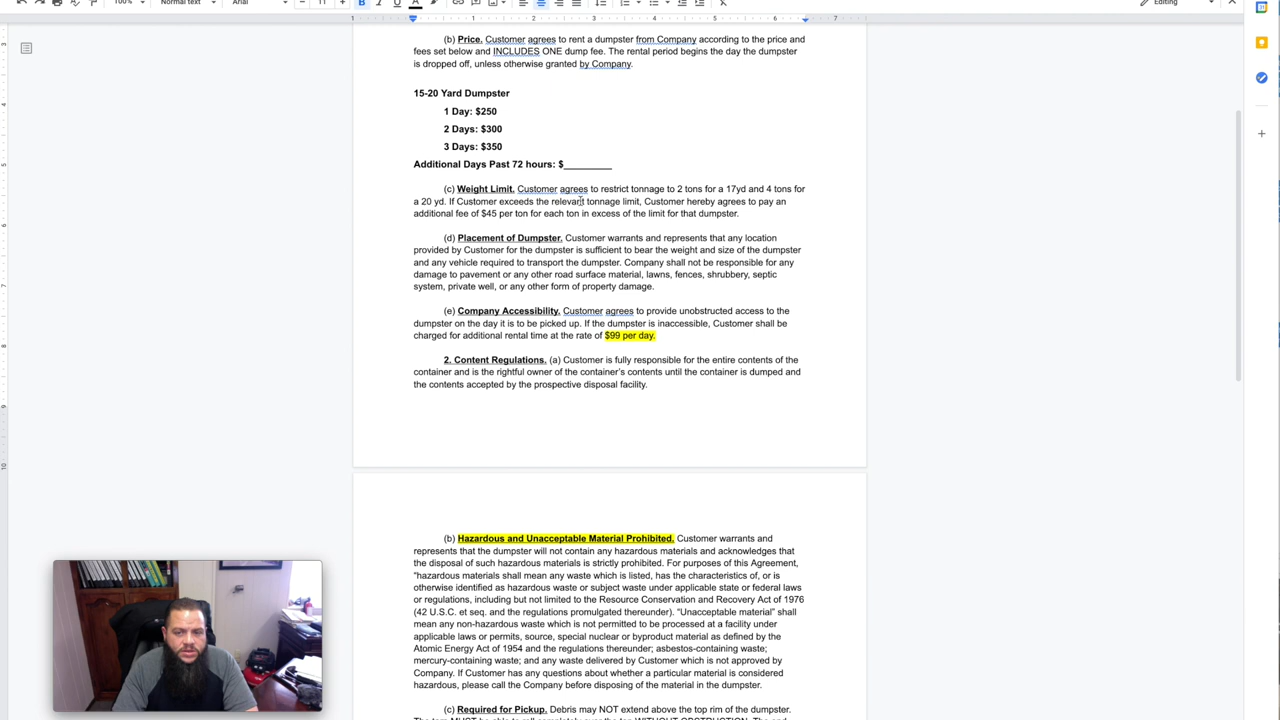 100%
Normal text
Arial
11
Editing
(b) Price. Customer agrees to rent a dumpster from Company according to the price and
fees set below and INCLUDES ONE dump fee. The rental period begins the day the dumpster
is dropped off, unless otherwise granted by Company.
15-20 Yard Dumpster
1 Day: $250
2 Days: $300
3 Days: $350
Additional Days Past 72 hours: $_________
(c) Weight Limit. Customer agrees to restrict tonnage to 2 tons for a 17yd and 4 tons for
a 20 yd. If Customer exceeds the relevant tonnage limit, Customer hereby agrees to pay an
additional fee of $45 per ton for each ton in excess of the limit for that dumpster.
(d) Placement of Dumpster. Customer warrants and represents that any location
provided by Customer for the dumpster is sufficient to bear the weight and size of the dumpster
and any vehicle required to transport the dumpster. Company shall not be responsible for any
damage to pavement or any other road surface material, lawns, fences, shrubbery, septic
system, private well, or any other form of property damage.
(e) Company Accessibility. Customer agrees to provide unobstructed access to the
dumpster on the day it is to be picked up. If the dumpster is inaccessible, Customer shall be
charged for additional rental time at the rate of $99 per day.
2. Content Regulations. (a) Customer is fully responsible for the entire contents of the
container and is the rightful owner of the container's contents until the container is dumped and
the contents accepted by the prospective disposal facility.
(b) Hazardous and Unacceptable Material Prohibited. Customer warrants and
represents that the dumpster will not contain any hazardous materials and acknowledges that
the disposal of such hazardous materials is strictly prohibited. For purposes of this Agreement,
"hazardous materials shall mean any waste which is listed, has the characteristics of, or is
otherwise identified as hazardous waste or subject waste under applicable state or federal laws
or regulations, including but not limited to the Resource Conservation and Recovery Act of 1976
(42 U.S.C. et seq. and the regulations promulgated thereunder). "Unacceptable material" shall
mean any non-hazardous waste which is not permitted to be processed at a facility under
applicable laws or permits, source, special nuclear or byproduct material as defined by the
Atomic Energy Act of 1954 and the regulations thereunder; asbestos-containing waste;
mercury-containing waste; and any waste delivered by Customer which is not approved by
Company. If Customer has any questions about whether a particular material is considered
hazardous, please call the Company before disposing of the material in the dumpster.
(c) Required for Pickup. Debris may NOT extend above the top rim of the dumpster.